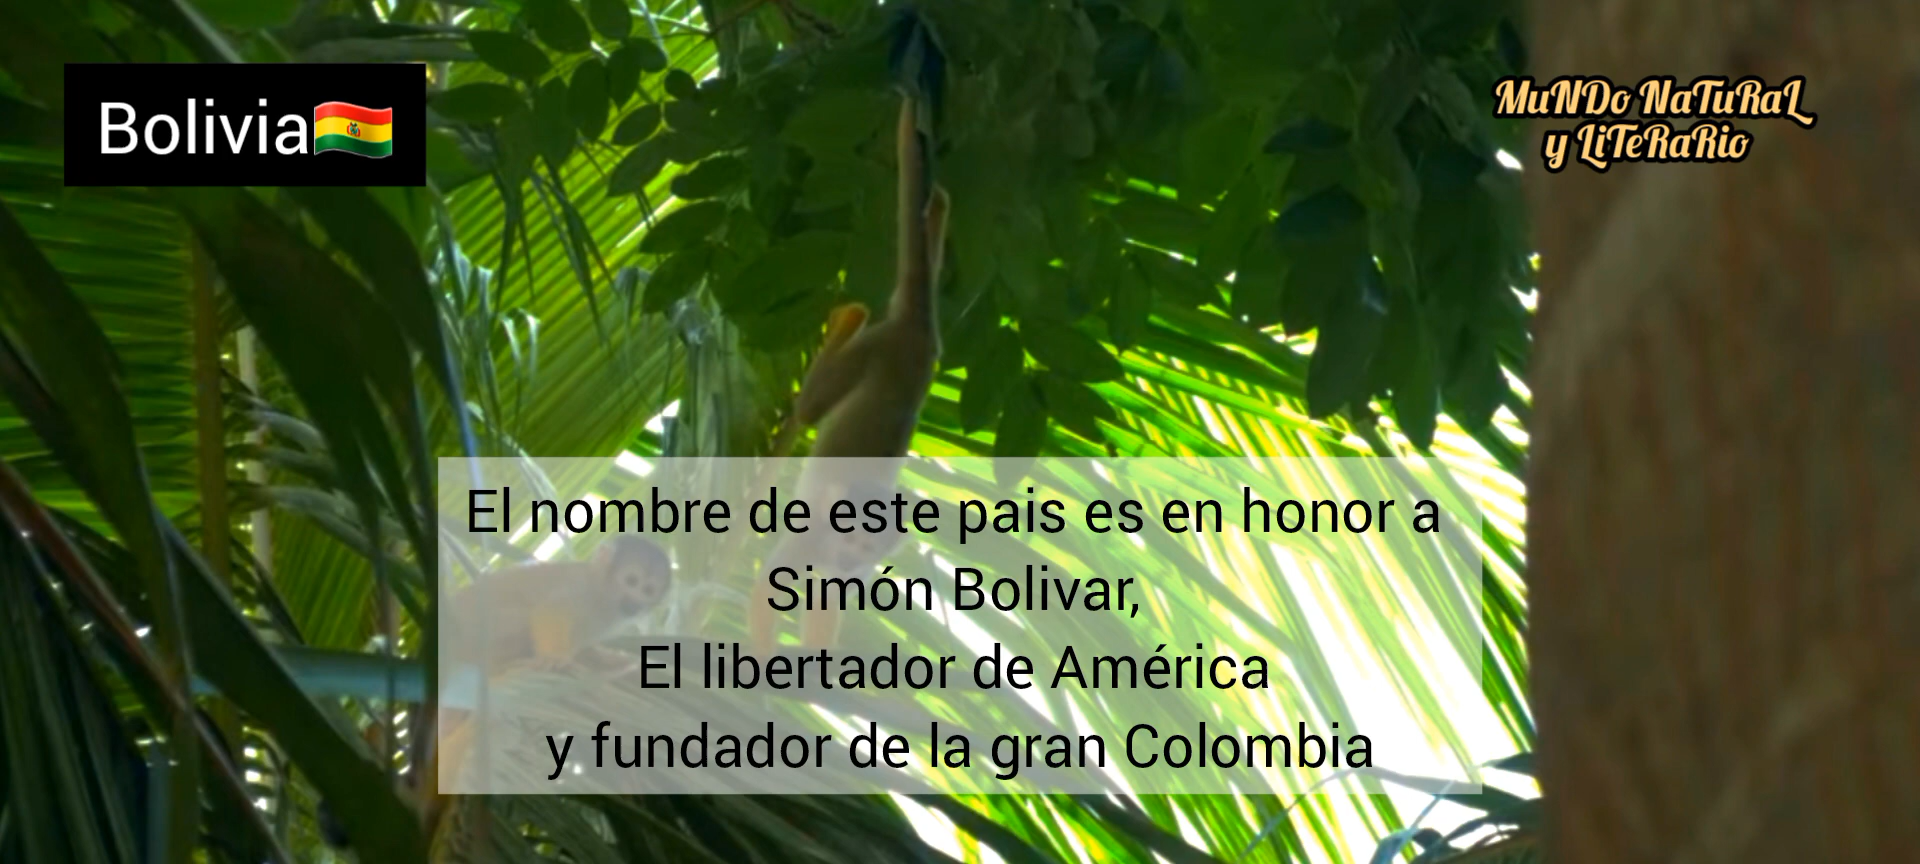 Bolivia🇧🇴
MuNDo NaTuRaL
y LiTeRaRio
El nombre de este pais es en honor a
Simón Bolivar,
El libertador de América
y fundador de la gran Colombia